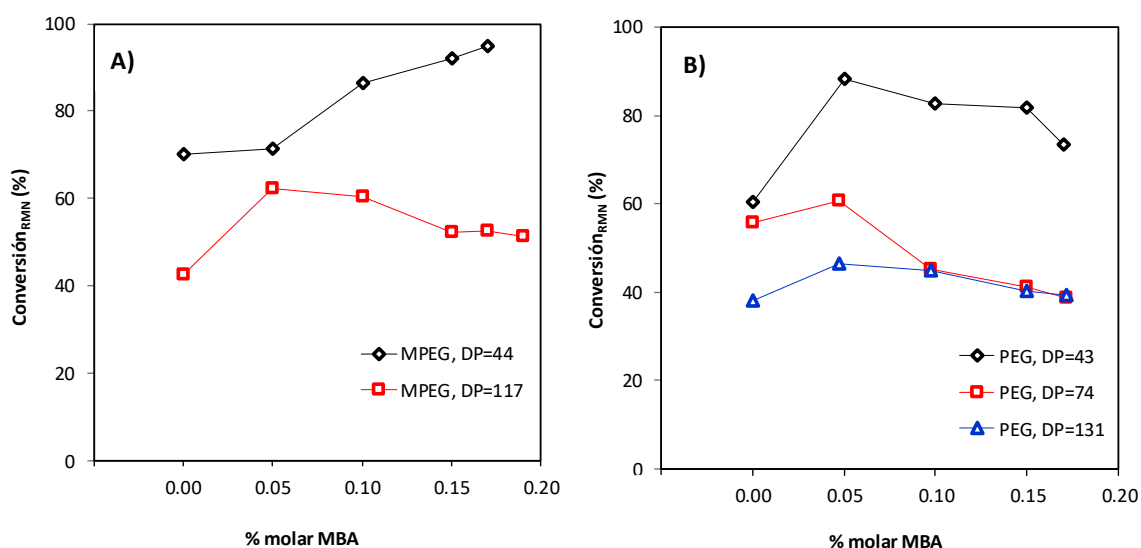 A)
Conversión_RMN (%)
100
80
60
40
20
0
0.00 0.05 0.10 0.15 0.20
% molar MBA
MPEG, DP=44
MPEG, DP=117
B)
Conversión_RMN (%)
100
80
60
40
20
0
0.00 0.05 0.10 0.15 0.20
% molar MBA
PEG, DP=43
PEG, DP=74
PEG, DP=131